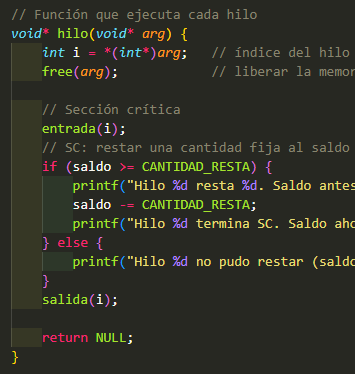 // Función que ejecuta cada hilo
void* hilo(void* arg) {
    int i = *(int*)arg;   // índice del hilo
    free(arg);            // liberar la memor

    // Sección crítica
    entrada(i);
    // SC: restar una cantidad fija al saldo
    if (saldo >= CANTIDAD_RESTA) {
        printf("Hilo %d resta %d. Saldo antes
        saldo -= CANTIDAD_RESTA;
        printf("Hilo %d termina SC. Saldo aho
    } else {
        printf("Hilo %d no pudo restar (saldo
    }
    salida(i);

    return NULL;
}